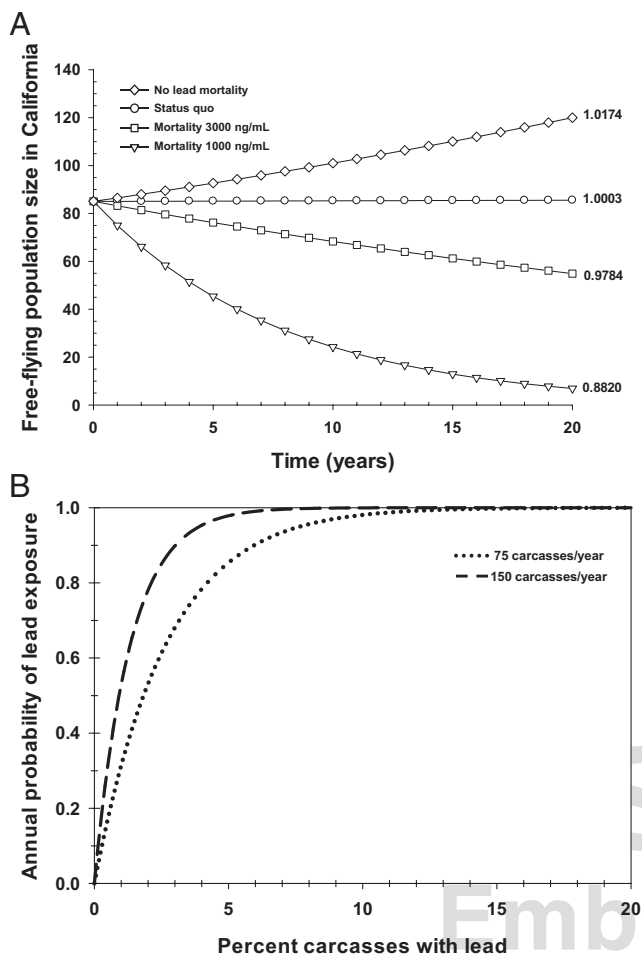 A
Free-flying population size in California
140
120
100
80
60
40
20
0
No lead mortality
Status quo
Mortality 3000 ng/mL
Mortality 1000 ng/mL
1.0174
1.0003
0.9784
0.8820
0 5 10 15 20
Time (years)
B
Annual probability of lead exposure
1.0
0.8
0.6
0.4
0.2
0.0
75 carcasses/year
150 carcasses/year
0 5 10 15 20
Percent carcasses with lead
Emb